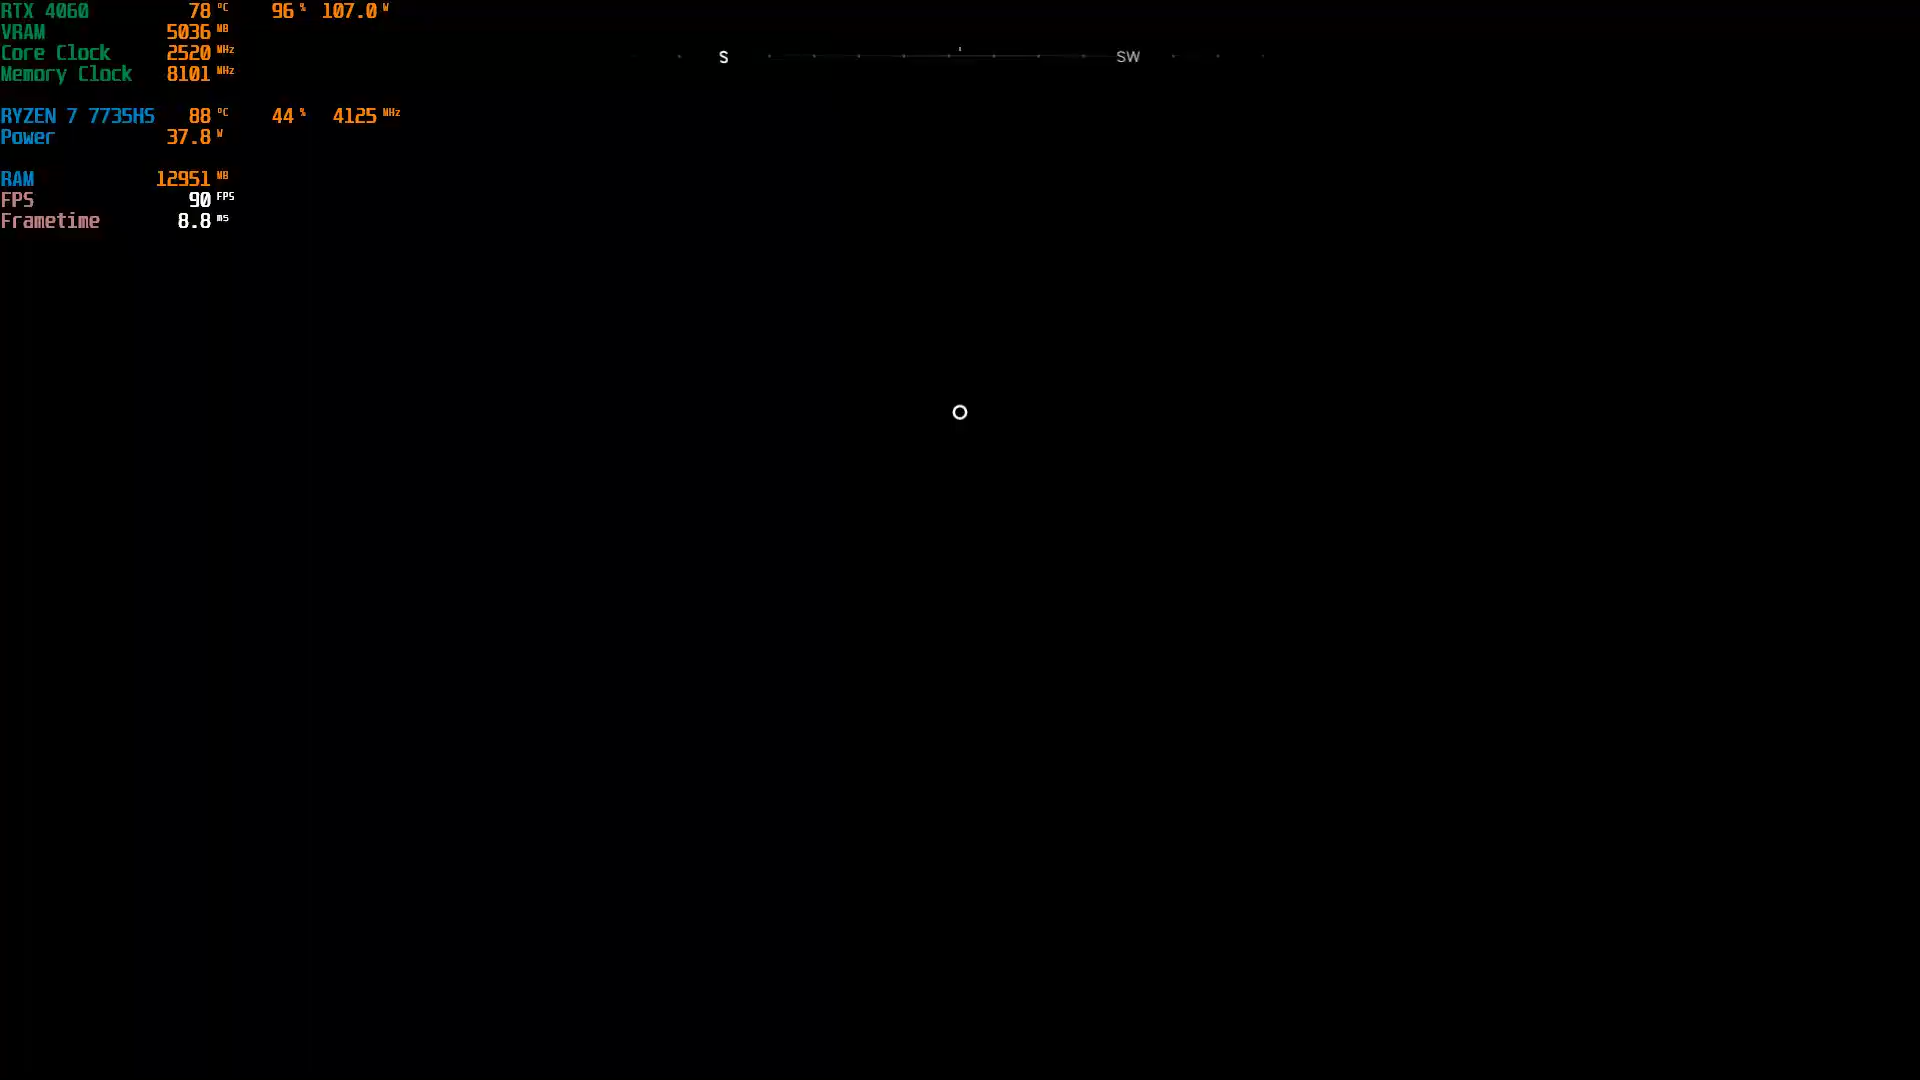 RTX 4060 78 °C 96 % 107.0 W
VRAM 5036 MB
Core Clock 2520 MHz
Memory Clock 8101 MHz
S SW
RYZEN 7 7735HS 88 °C 44 % 4125 MHz
Power 37.8 W
RAM 12951 MB
FPS 90 FPS
Frametime 8.8 ms